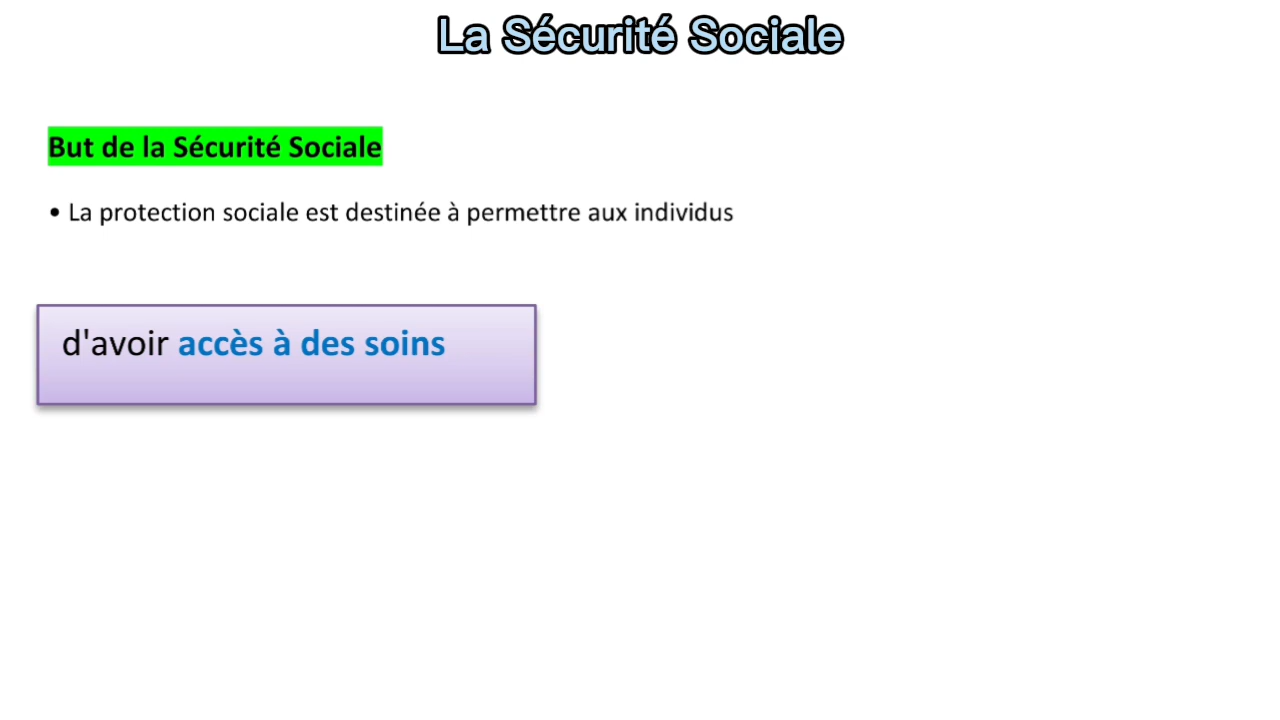 La Sécurité Sociale
But de la Sécurité Sociale
• La protection sociale est destinée à permettre aux individus
d'avoir accès à des soins